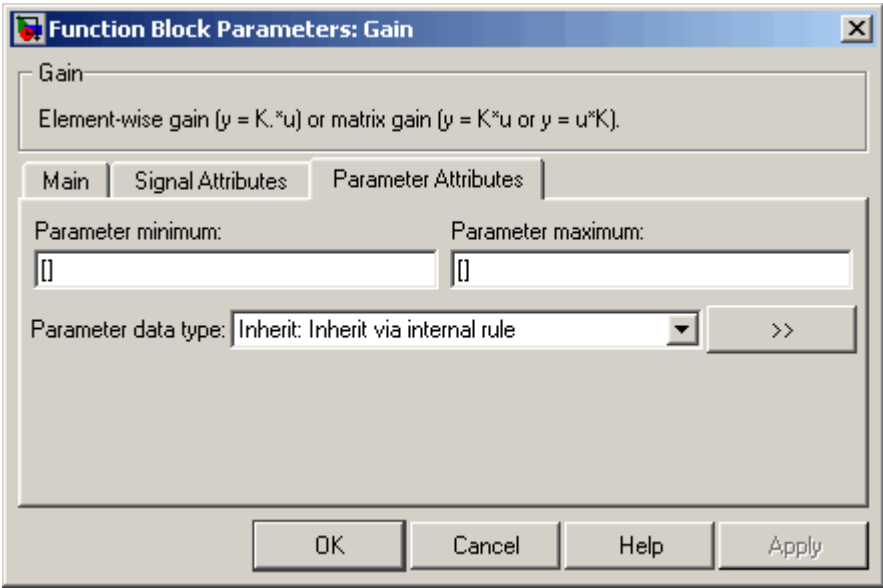 Function Block Parameters: Gain
Gain
Element-wise gain (y = K.*u) or matrix gain (y = K*u or y = u*K).
Main Signal Attributes Parameter Attributes
Parameter minimum: Parameter maximum:
[] []
Parameter data type: Inherit: Inherit via internal rule >>
OK Cancel Help Apply